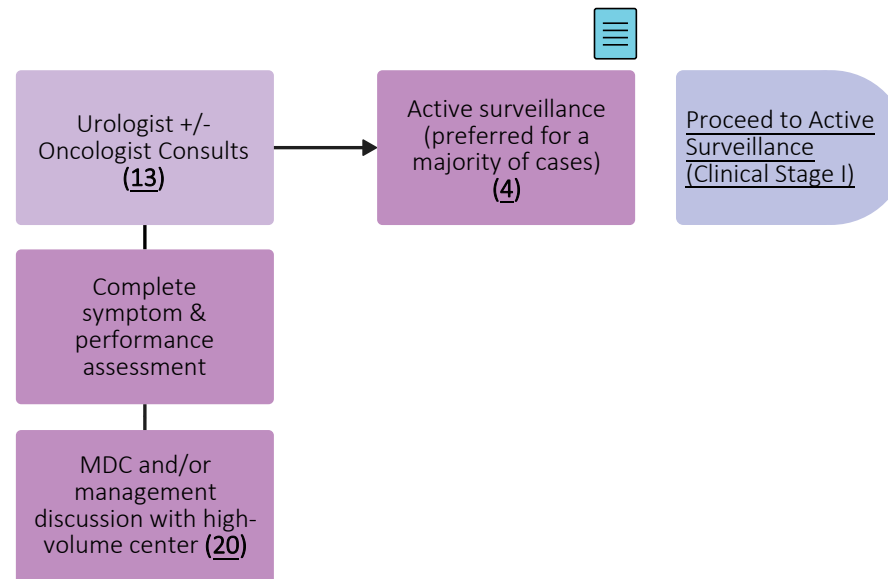 Urologist +/-
Oncologist Consults
(13)
Active surveillance
(preferred for a
majority of cases)
(4)
Proceed to Active
Surveillance
(Clinical Stage I)
Complete
symptom &
performance
assessment
MDC and/or
management
discussion with high-
volume center (20)